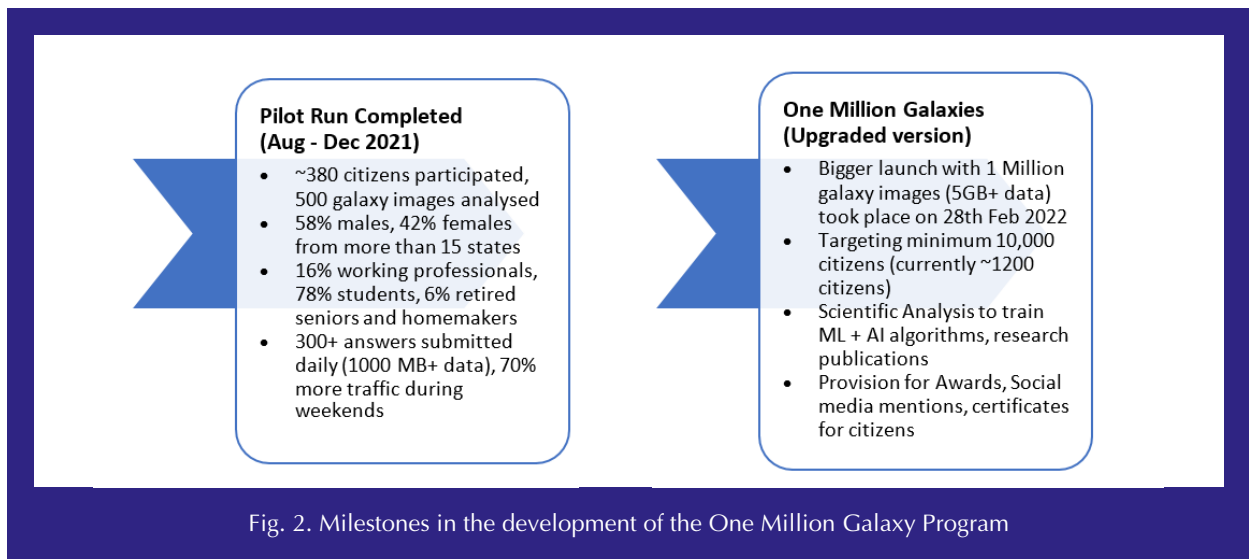 Pilot Run Completed
(Aug - Dec 2021)
• ~380 citizens participated,
500 galaxy images analysed
• 58% males, 42% females
from more than 15 states
• 16% working professionals,
78% students, 6% retired
seniors and homemakers
• 300+ answers submitted
daily (1000 MB+ data), 70%
more traffic during
weekends
One Million Galaxies
(Upgraded version)
• Bigger launch with 1 Million
galaxy images (5GB+ data)
took place on 28th Feb 2022
• Targeting minimum 10,000
citizens (currently ~1200
citizens)
• Scientific Analysis to train
ML + AI algorithms, research
publications
• Provision for Awards, Social
media mentions, certificates
for citizens
Fig. 2. Milestones in the development of the One Million Galaxy Program